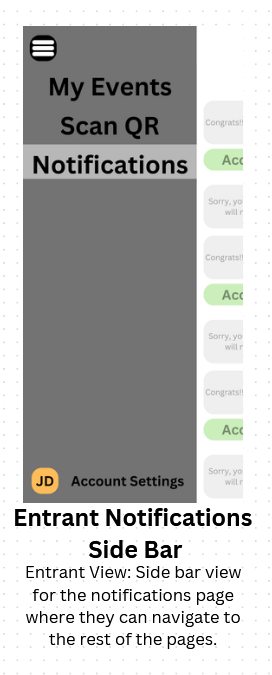 My Events
Scan QR
Notifications
Congrats!!
Acc
Sorry, yo
will r
Congrats!!
Acc
Sorry, yo
will r
Congrats!!
Acc
Sorry, yo
will r
JD Account Settings
Entrant Notifications
Side Bar
Entrant View: Side bar view
for the notifications page
where they can navigate to
the rest of the pages.